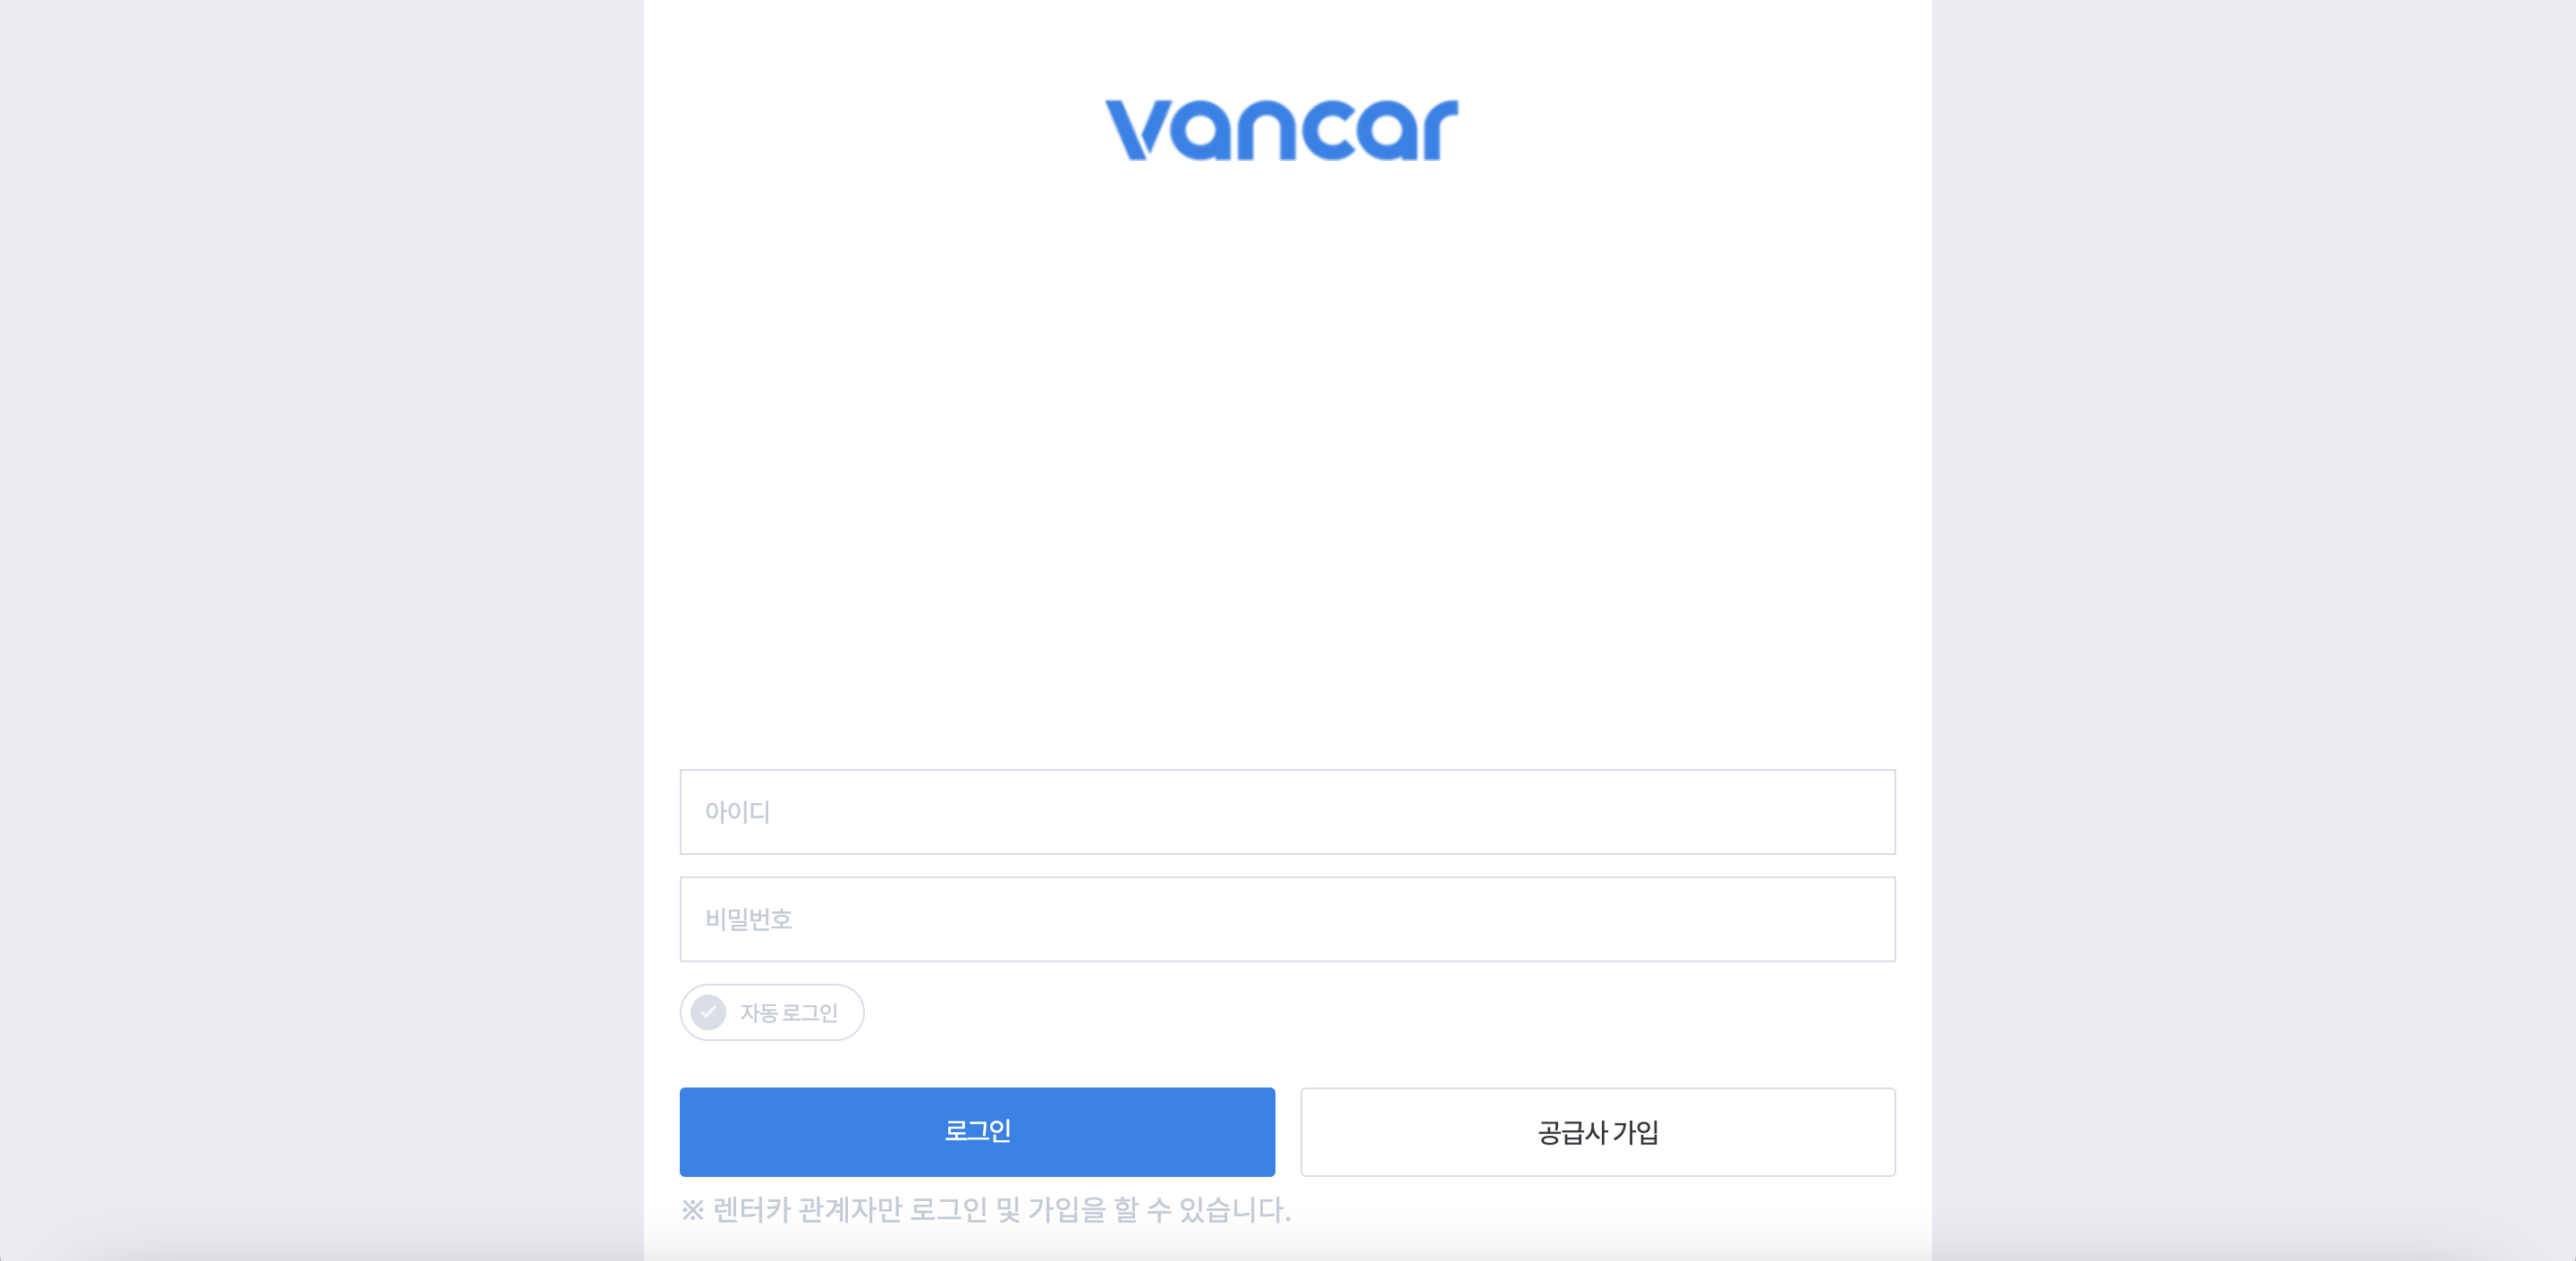 vancar
아이디
비밀번호
자동 로그인
로그인
공급사 가입
※ 렌터카 관계자만 로그인 및 가입을 할 수 있습니다.